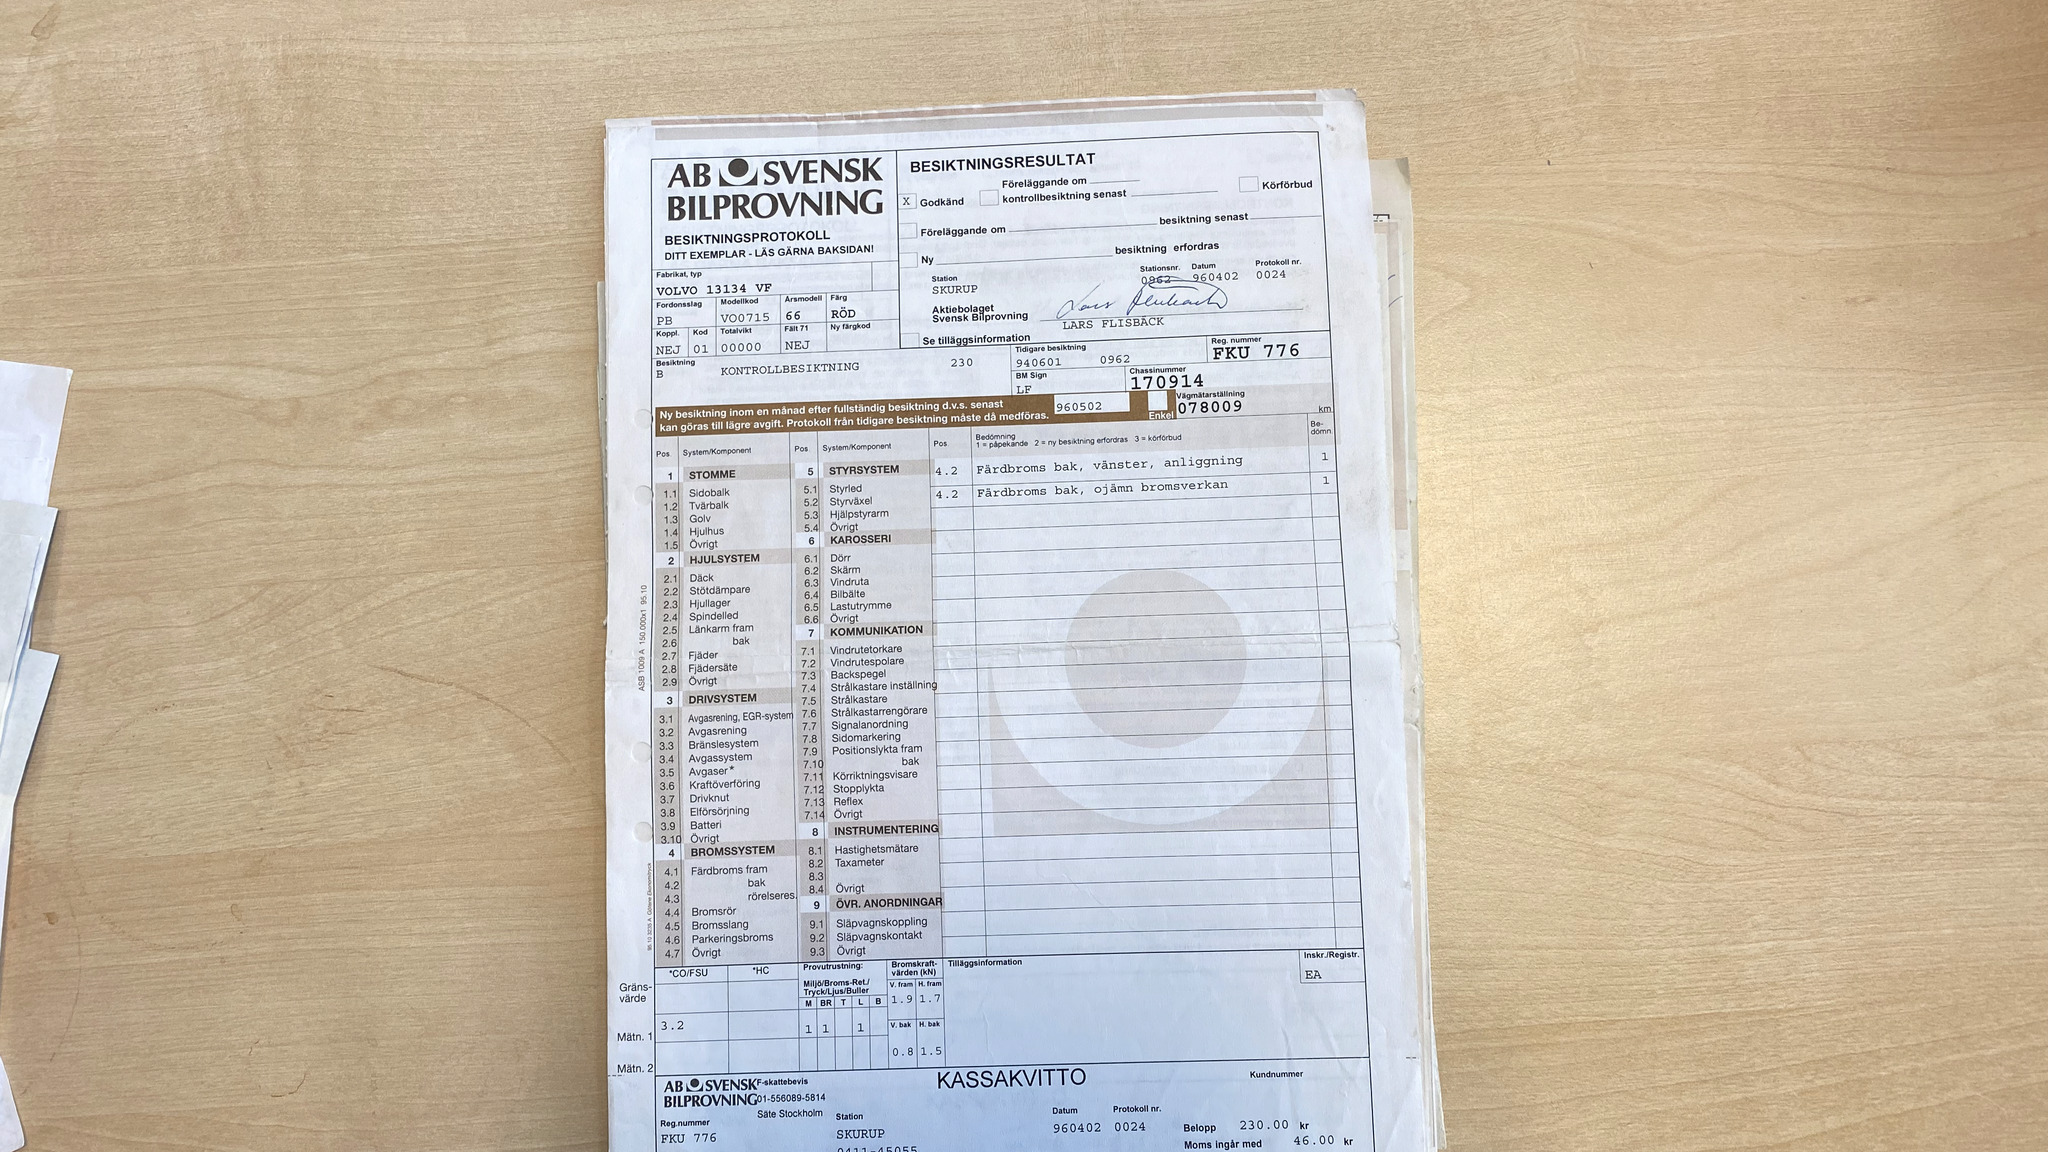 AB SVENSK
BILPROVNING
BESIKTNINGSPROTOKOLL
DITT EXEMPLAR - LÄS GÄRNA BAKSIDAN!
BESIKTNINGSRESULTAT
X Godkänd
Föreläggande om
kontrollbesiktning senast
Körförbud
Föreläggande om besiktning senast
Ny besiktning erfordras
Station Stationsnr. Datum Protokoll nr.
SKURUP 0962 960402 0024
Aktiebolaget
Svensk Bilprovning
LARS FLISBÄCK
Se tilläggsinformation
Fabrikat, typ
VOLVO 13134 VF
Fordonsslag Modellkod Årsmodell Färg
PB VO0715 66 RÖD
Koppl. Kod Totalvikt Fält 71 Ny färgkod
NEJ 01 00000 NEJ
Besiktning
B KONTROLLBESIKTNING 230
Tidigare besiktning
940601 0962
Reg. nummer
FKU 776
BM Sign
LF
Chassinummer
170914
Ny besiktning inom en månad efter fullständig besiktning d.v.s. senast
kan göras till lägre avgift. Protokoll från tidigare besiktning måste då medföras.
960502
Enkel
Vägmätarställning
078009 km
Pos. System/Komponent
1 STOMME
1.1 Sidobalk
1.2 Tvärbalk
1.3 Golv
1.4 Hjulhus
1.5 Övrigt
2 HJULSYSTEM
2.1 Däck
2.2 Stötdämpare
2.3 Hjullager
2.4 Spindelled
2.5 Länkarm fram
2.6 bak
2.7 Fjäder
2.8 Fjädersäte
2.9 Övrigt
3 DRIVSYSTEM
3.1 Avgasrening, EGR-system
3.2 Avgasrening
3.3 Bränslesystem
3.4 Avgassystem
3.5 Avgaser*
3.6 Kraftöverföring
3.7 Drivknut
3.8 Elförsörjning
3.9 Batteri
3.10 Övrigt
4 BROMSSYSTEM
4.1 Färdbroms fram
4.2 bak
4.3 rörelseres.
4.4 Bromsrör
4.5 Bromsslang
4.6 Parkeringsbroms
4.7 Övrigt
Pos System/Komponent
5 STYRSYSTEM
5.1 Styrled
5.2 Styrväxel
5.3 Hjälpstyrarm
5.4 Övrigt
6 KAROSSERI
6.1 Dörr
6.2 Skärm
6.3 Vindruta
6.4 Bilbälte
6.5 Lastutrymme
6.6 Övrigt
7 KOMMUNIKATION
7.1 Vindrutetorkare
7.2 Vindrutespolare
7.3 Backspegel
7.4 Strålkastare inställning
7.5 Strålkastare
7.6 Strålkastarrengörare
7.7 Signalanordning
7.8 Sidomarkering
7.9 Positionslykta fram
7.10 bak
7.11 Körriktningsvisare
7.12 Stopplykta
7.13 Reflex
7.14 Övrigt
8 INSTRUMENTERING
8.1 Hastighetsmätare
8.2 Taxameter
8.3
8.4 Övrigt
9 ÖVR. ANORDNINGAR
9.1 Släpvagnskoppling
9.2 Släpvagnskontakt
9.3 Övrigt
Pos. Bedömning
1 = påpekande 2 = ny besiktning erfordras 3 = körförbud
Be-
dömn.
4.2 Färdbroms bak, vänster, anliggning 1
4.2 Färdbroms bak, ojämn bromsverkan 1
ASB 1009 A 150.000x1 95.10
*CO/FSU *HC
Gräns-
värde
Mätn. 1 3.2
Mätn. 2
Provutrustning:
Miljö/Broms-Ret./
Tryck/Ljus/Buller
M BR T L B
1 1 1
Bromskraft-
värden (kN)
V. fram H. fram
1.9 1.7
V. bak H. bak
0.8 1.5
Tilläggsinformation
Inskr./Registr.
EA
AB SVENSK
BILPROVNING
F-skattebevis
01-556089-5814
Säte Stockholm
KASSAKVITTO
Kundnummer
Reg.nummer
FKU 776
Station
SKURUP
0411-45055
Datum Protokoll nr.
960402 0024
Belopp 230.00 kr
Moms ingår med 46.00 kr